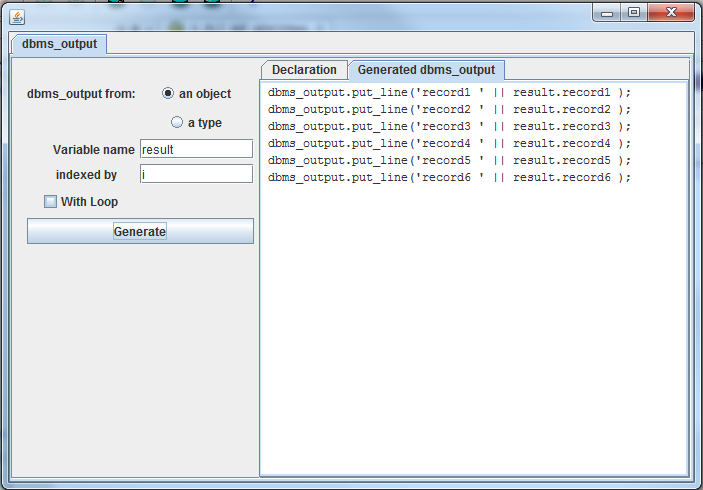 dbms_output
dbms_output from:
an object
a type
Variable name
result
indexed by
i
With Loop
Generate
Declaration
Generated dbms_output
dbms_output.put_line('record1 ' || result.record1 );
dbms_output.put_line('record2 ' || result.record2 );
dbms_output.put_line('record3 ' || result.record3 );
dbms_output.put_line('record4 ' || result.record4 );
dbms_output.put_line('record5 ' || result.record5 );
dbms_output.put_line('record6 ' || result.record6 );